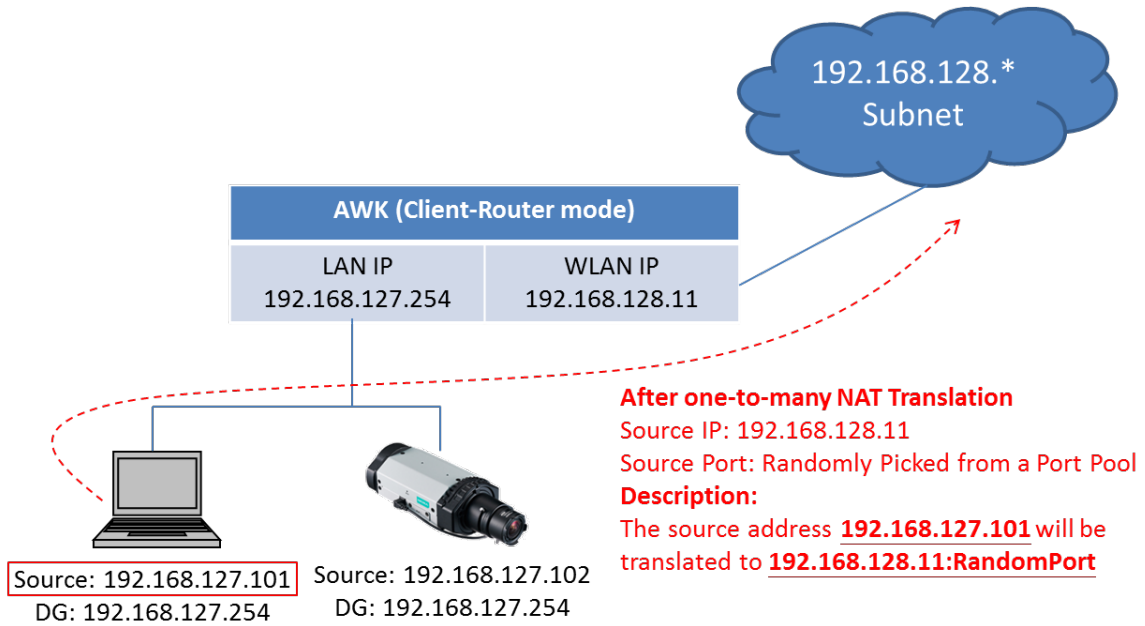 192.168.128.*
Subnet
AWK (Client-Router mode)
LAN IP
192.168.127.254
WLAN IP
192.168.128.11
After one-to-many NAT Translation
Source IP: 192.168.128.11
Source Port: Randomly Picked from a Port Pool
Description:
The source address 192.168.127.101 will be
translated to 192.168.128.11:RandomPort
Source: 192.168.127.101
DG: 192.168.127.254
Source: 192.168.127.102
DG: 192.168.127.254